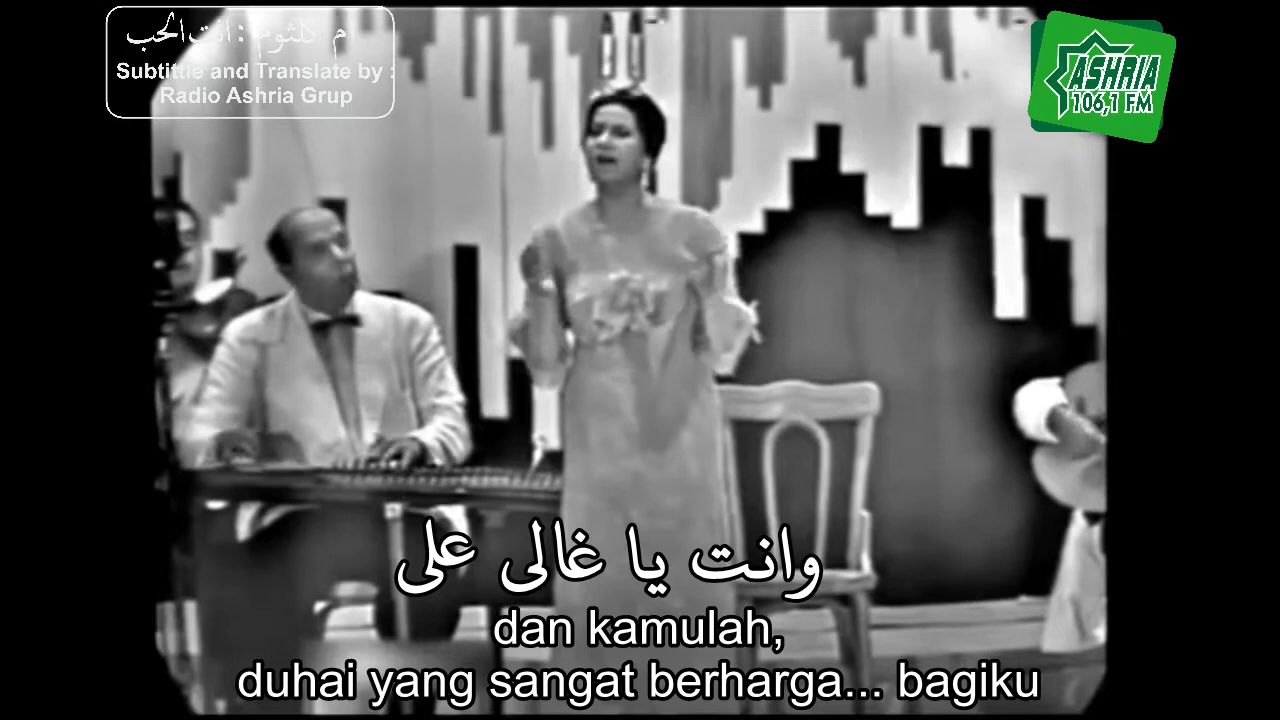 ام كلثوم : انت الحب
Subtittle and Translate by :
Radio Ashria Grup
ASHRIA
106,1 FM
وانت يا غالى على
dan kamulah,
duhai yang sangat berharga... bagiku